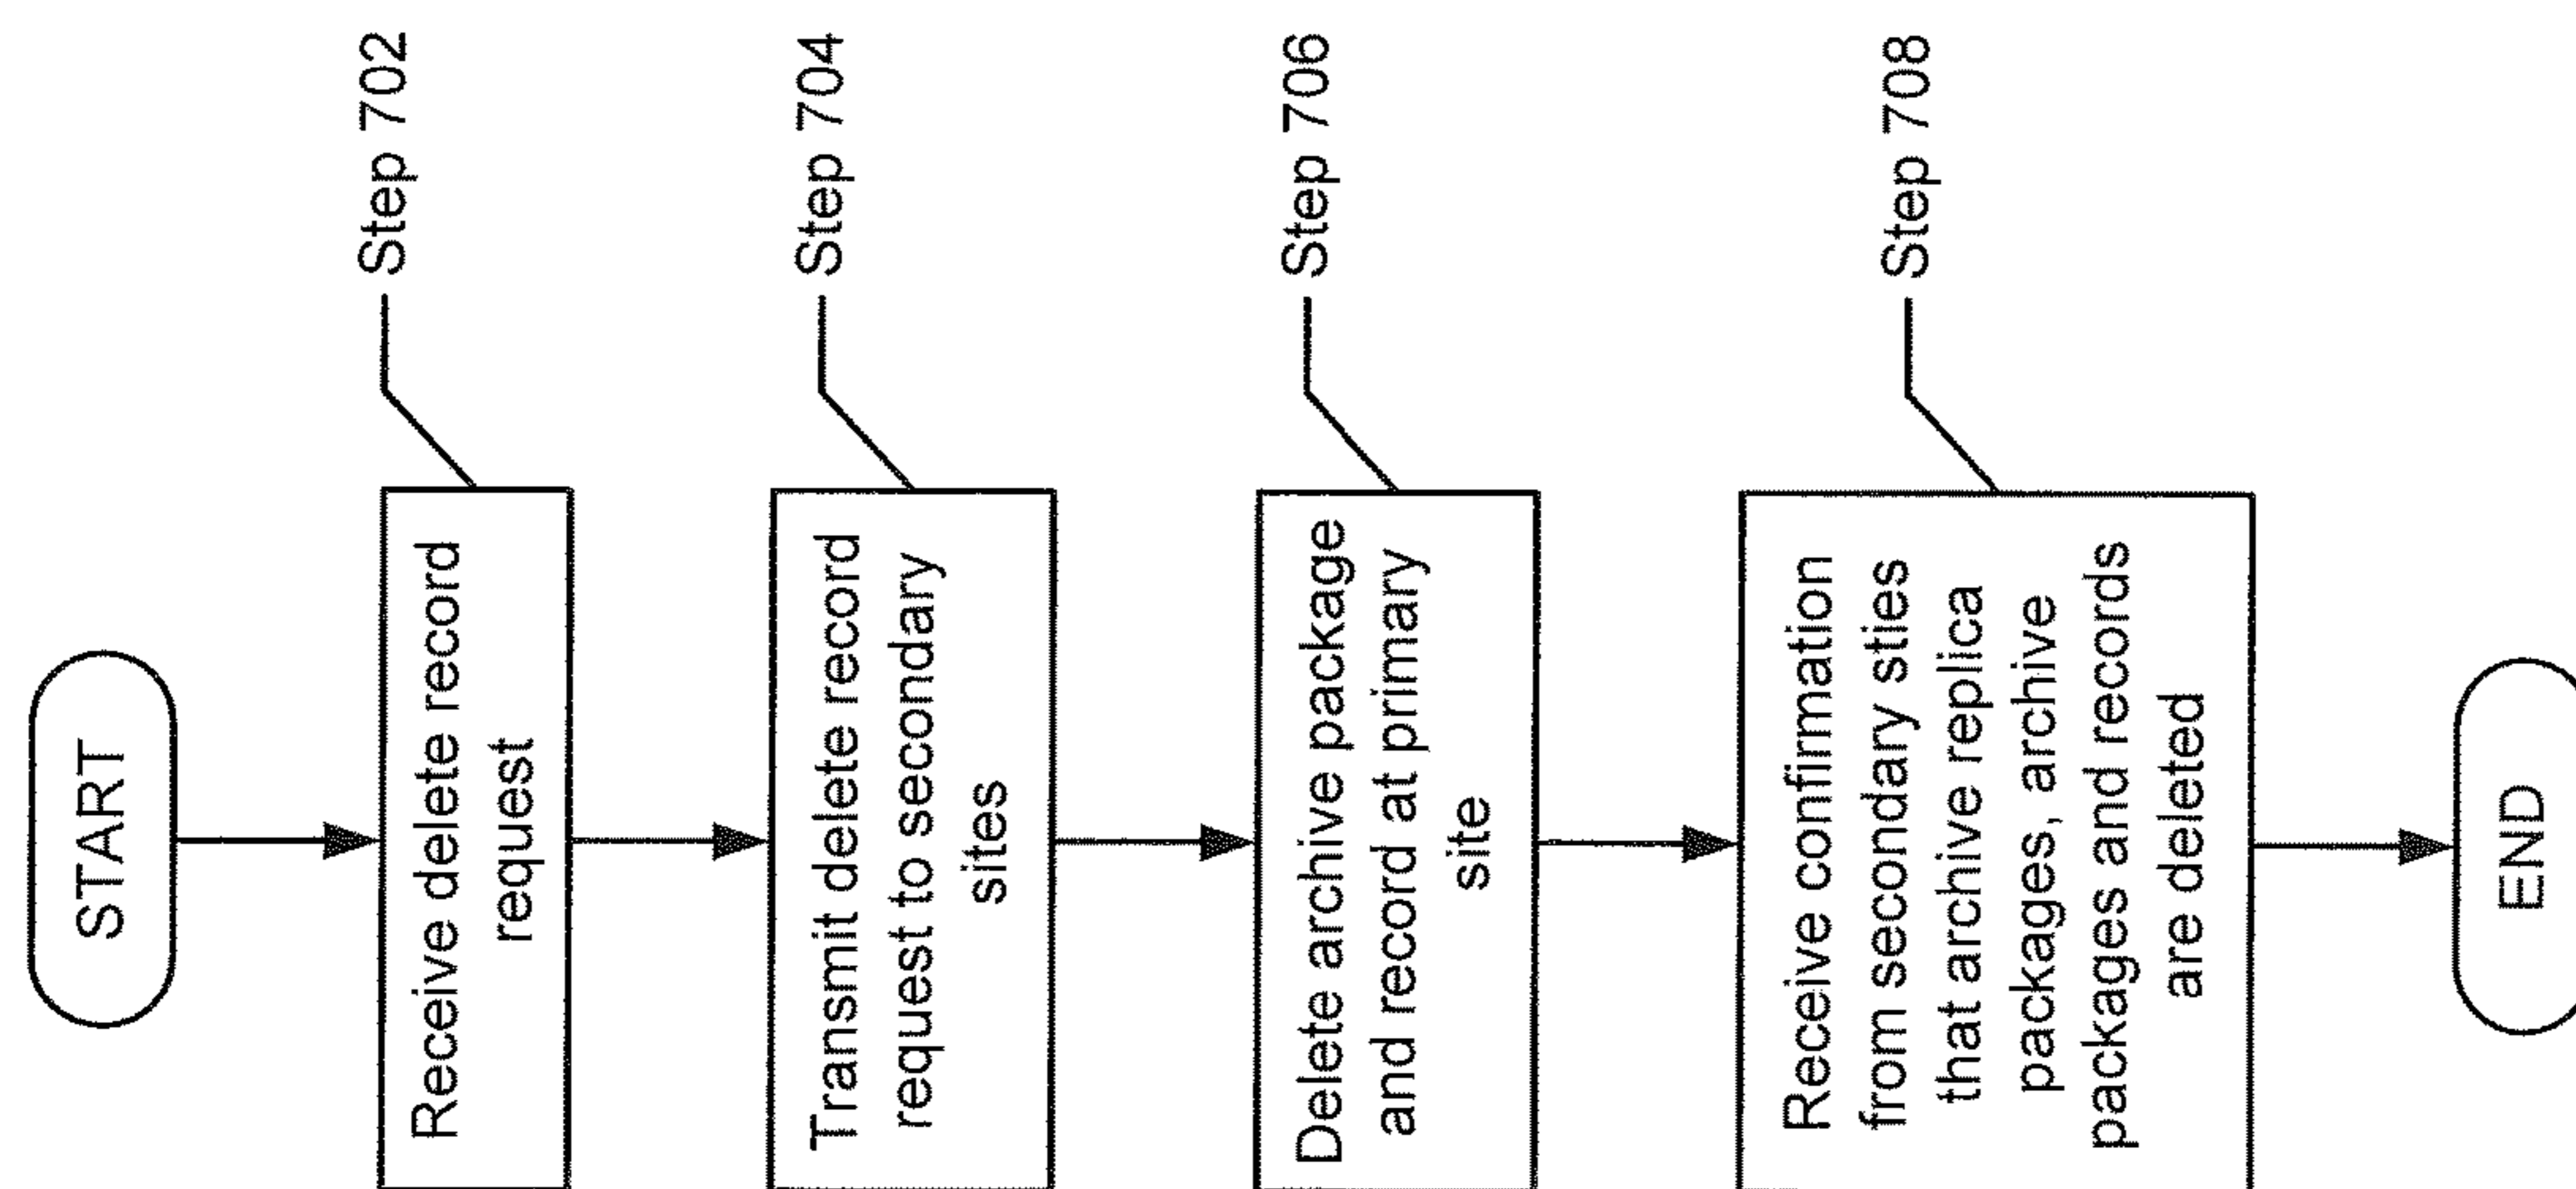 START
Step 702
Receive delete record
request
Step 704
Transmit delete record
request to secondary
sites
Step 706
Delete archive package
and record at primary
site
Step 708
Receive confirmation
from secondary sties
that archive replica
packages, archive
packages and records
are deleted
END